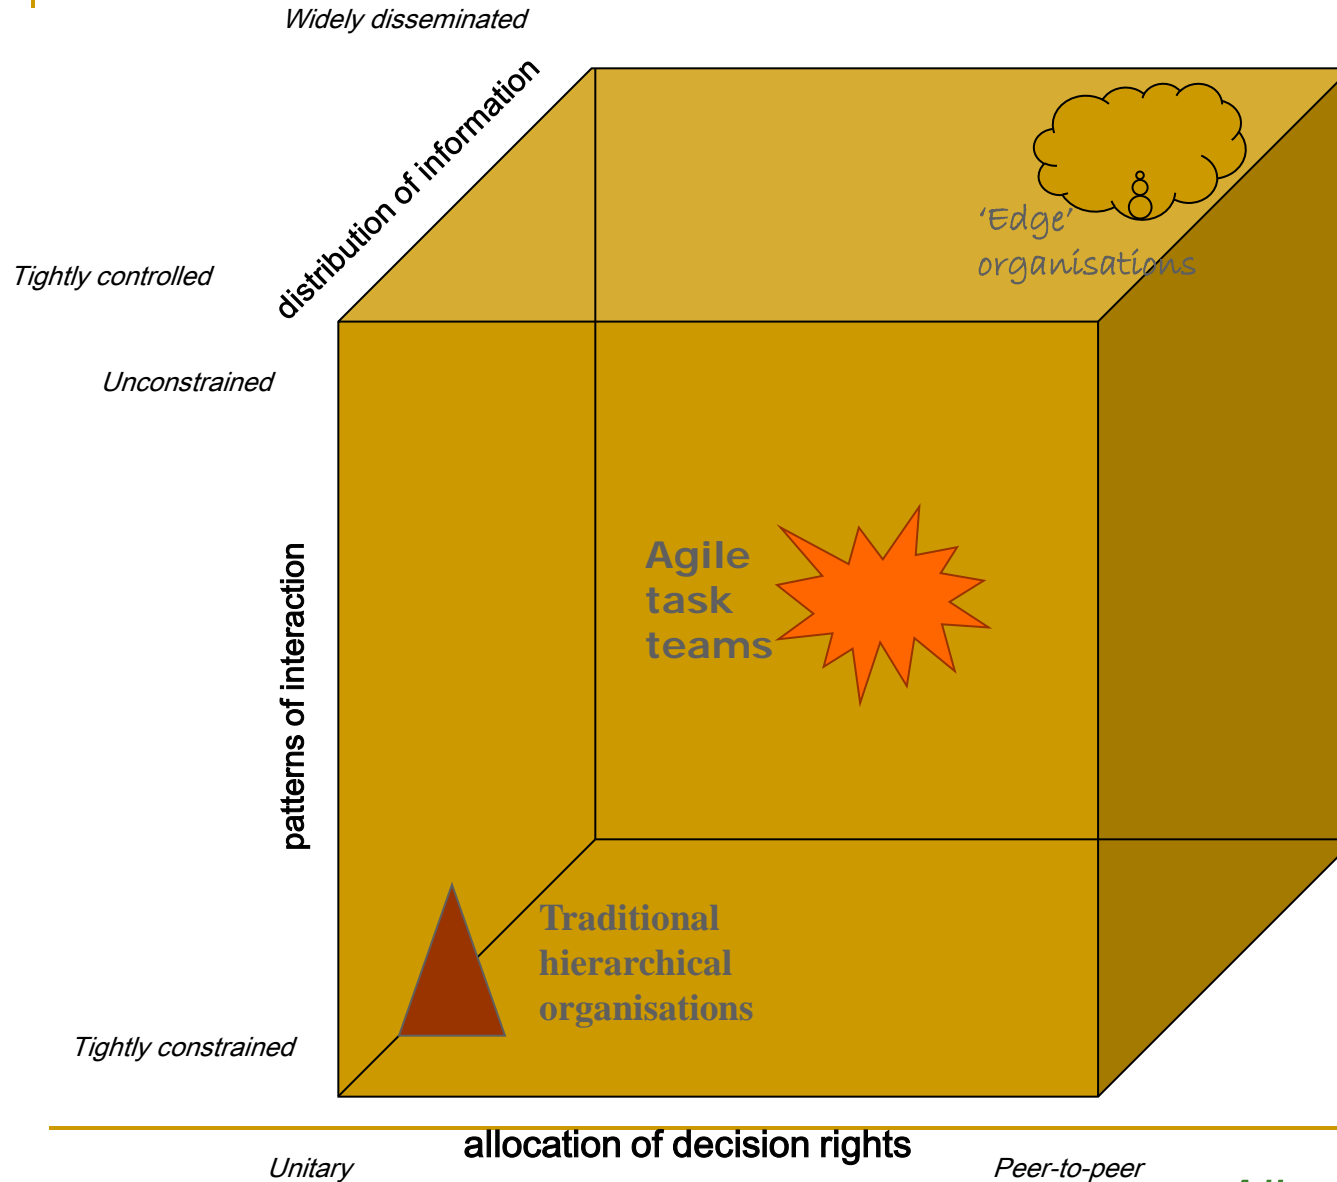 Widely disseminated
distribution of information
Tightly controlled
Unconstrained
'Edge'
organisations
patterns of interaction
Agile
task
teams
Traditional
hierarchical
organisations
Tightly constrained
allocation of decision rights
Unitary
Peer-to-peer